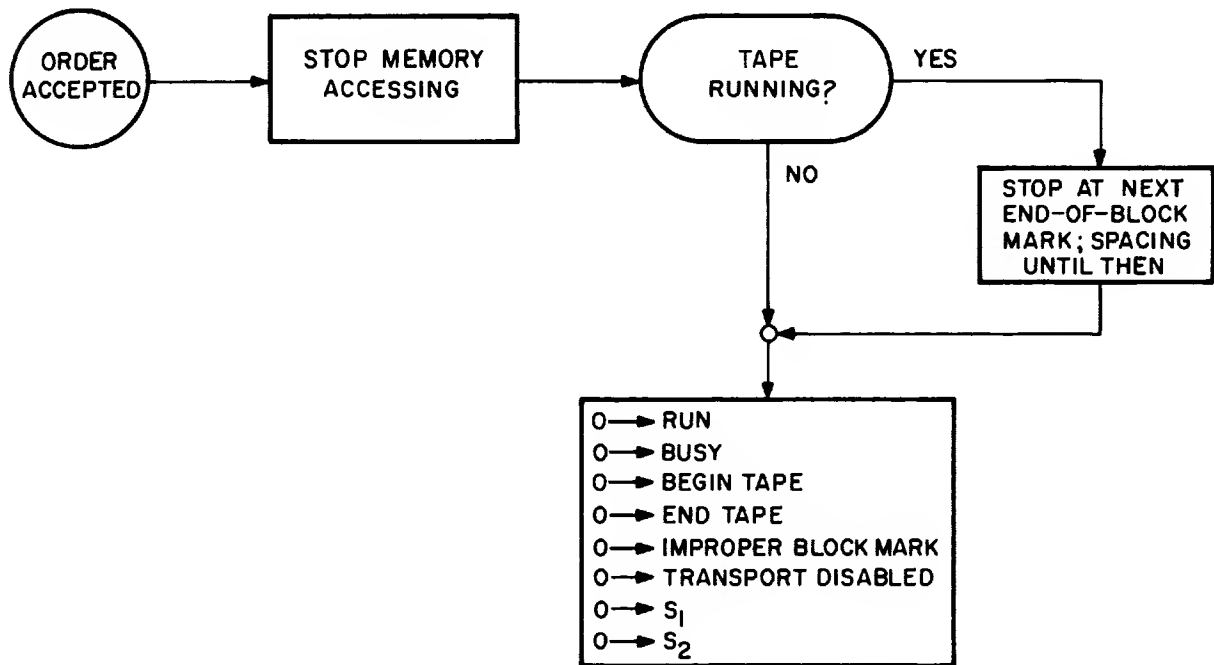 ORDER
ACCEPTED
STOP MEMORY
ACCESSING
TAPE
RUNNING?
YES
NO
STOP AT NEXT
END-OF-BLOCK
MARK; SPACING
UNTIL THEN
0→ RUN
0→ BUSY
0→ BEGIN TAPE
0→ END TAPE
0→ IMPROPER BLOCK MARK
0→ TRANSPORT DISABLED
0→ S₁
0→ S₂